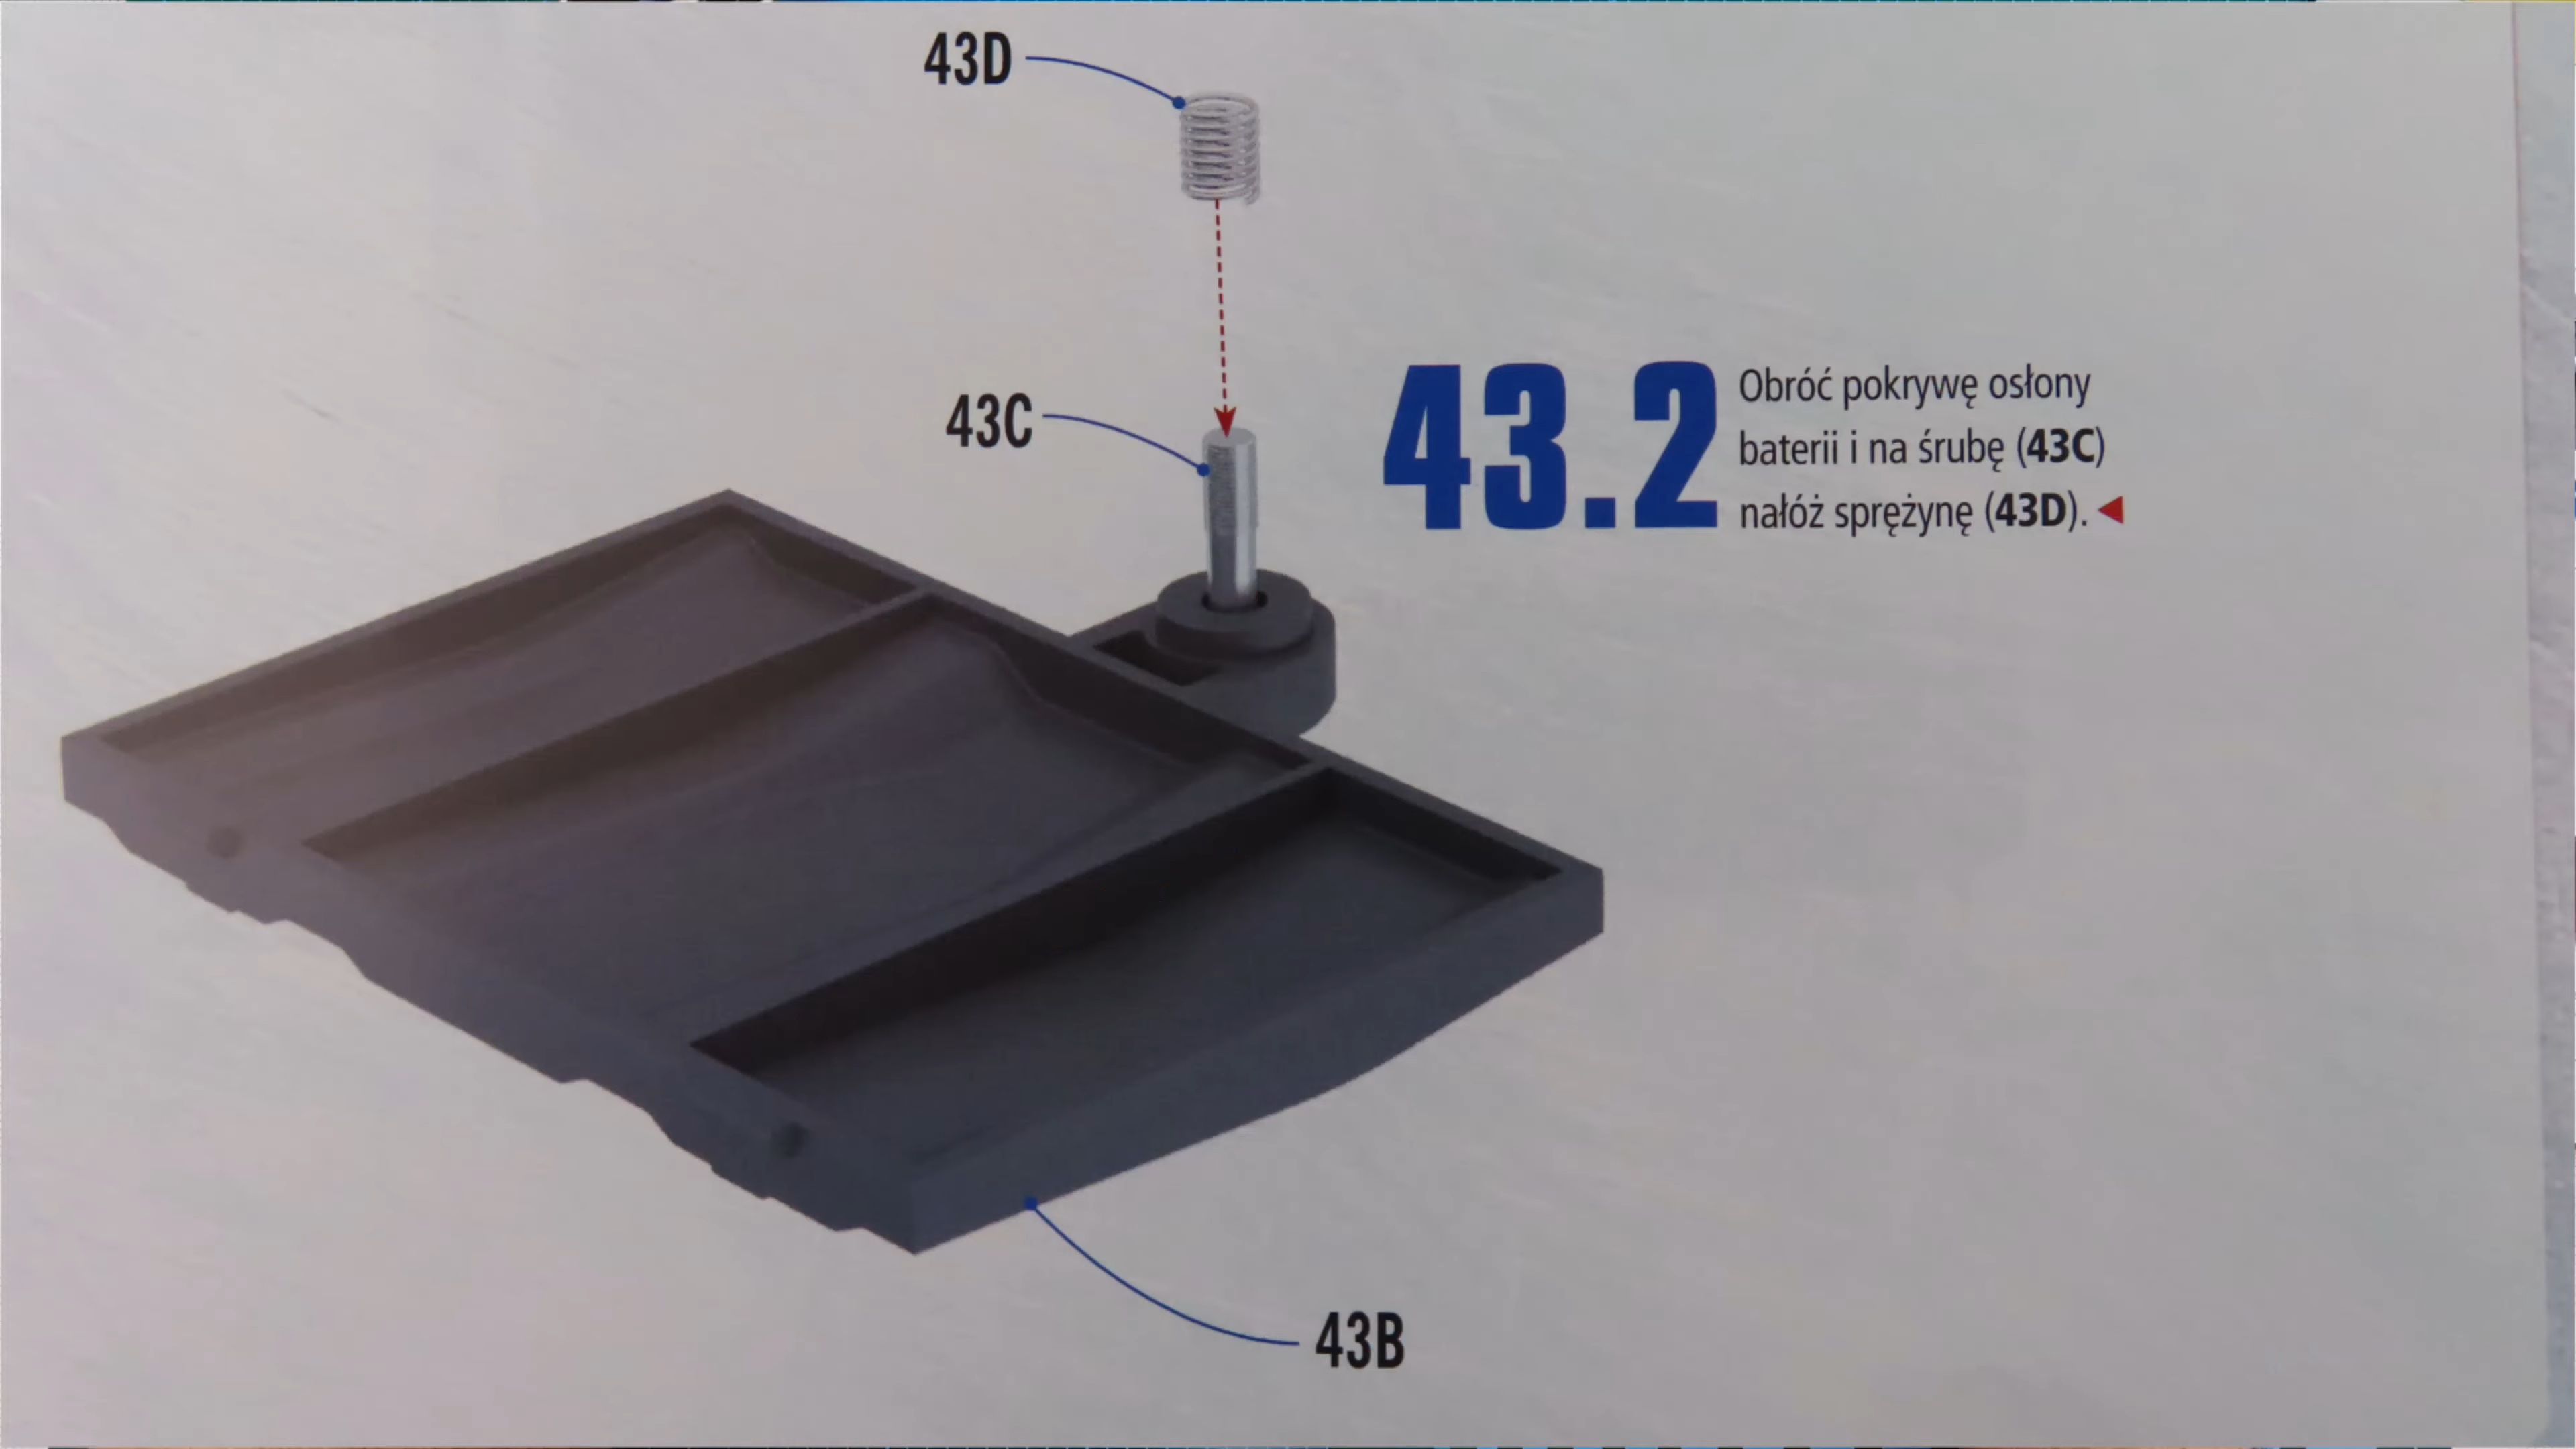 43D
43C
43.2
Obróć pokrywę osłony
baterii i na śrubę (43C)
nałóż sprężynę (43D).
43B